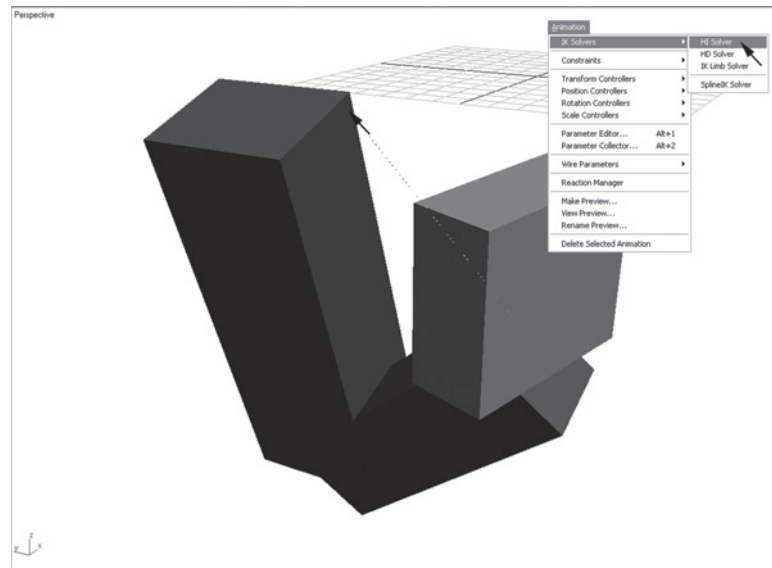 Perspective
Animation
IK Solvers
HI Solver
HD Solver
IK Limb Solver
SplineIK Solver
Constraints
Transform Controllers
Position Controllers
Rotation Controllers
Scale Controllers
Parameter Editor... Alt+1
Parameter Collector... Alt+2
Wire Parameters
Reaction Manager
Make Preview...
View Preview...
Rename Preview...
Delete Selected Animation
z
x